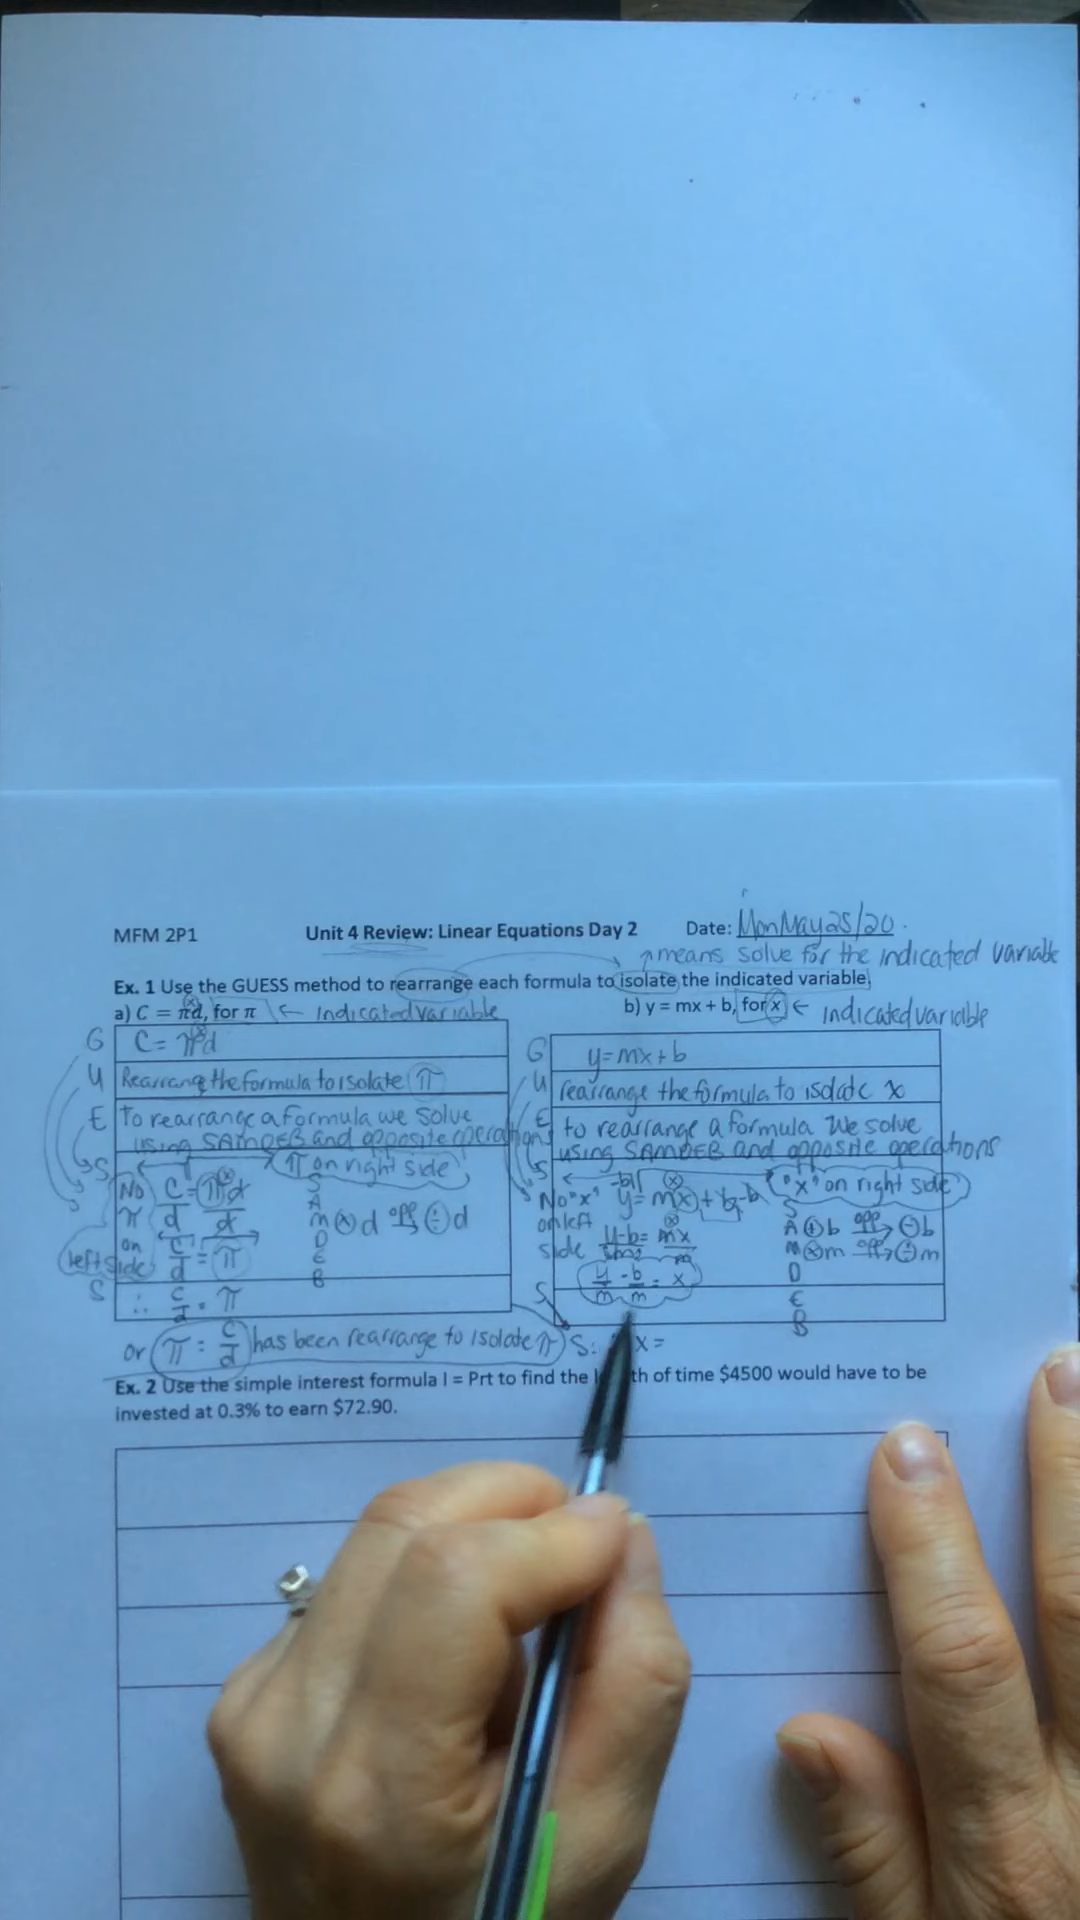 MFM 2P1 Unit 4 Review: Linear Equations Day 2 Date: Mon May 25/20
means solve for the indicated variable
Ex. 1 Use the GUESS method to rearrange each formula to isolate the indicated variable.
a) C = πd, for π ← Indicated variable
b) y = mx + b, for x ← Indicated variable
G C = πd
U Rearrange the formula to isolate π
E To rearrange a formula we solve
using SAMDEB and opposite operations
S π on right side
No π on left side
C = πd
d d
C/d = π
S
A
M ⊗ d opp ÷ d
D
E
B
S ∴ C/d = π
or π = C/d has been rearrange to isolate π
G y = mx + b
U rearrange the formula to isolate x
E to rearrange a formula We solve
using SAMDEB and opposite operations
S "x" on right side
No "x" on left side
-b y = mx + b - b
y - b = mx
y/m - b/m = x
S
A ⊕ b opp → ⊖ b
M ⊗ m opp → ÷ m
D
E
B
S
S: x =
Ex. 2 Use the simple interest formula I = Prt to find the th of time $4500 would have to be
invested at 0.3% to earn $72.90.